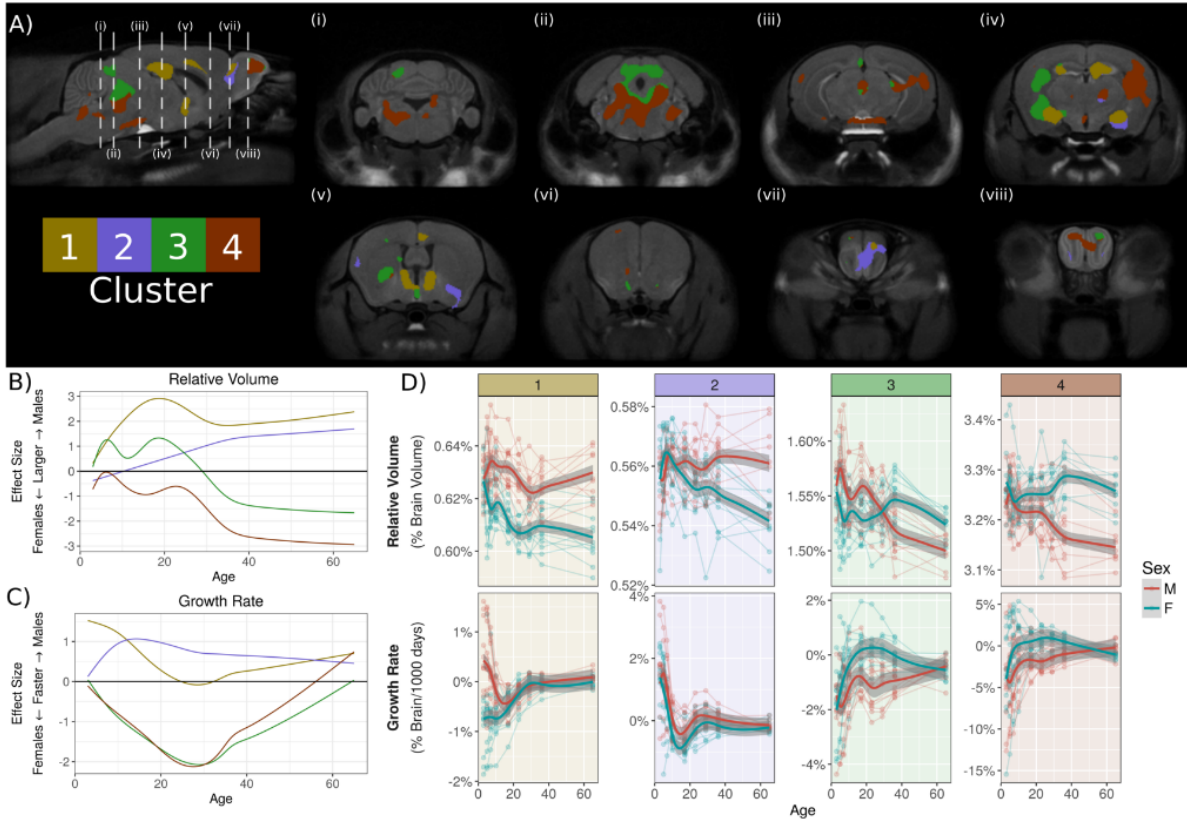 A)
(i)
(iii)
(v)
(vii)
(ii)
(iv)
(vi)
(viii)
(i)
(ii)
(iii)
(iv)
(v)
(vi)
(vii)
(viii)
1 2 3 4
Cluster
B)
Relative Volume
Effect Size
Females ← Larger → Males
3
2
1
0
-1
-2
-3
0 20 40 60
Age
C)
Growth Rate
Effect Size
Females ← Faster → Males
1
0
-1
-2
0 20 40 60
Age
D)
1 2 3 4
Relative Volume
(% Brain Volume)
0.64
0.62
0.60
0.58%
0.56%
0.54%
0.52%
1.60%
1.55%
1.50%
3.4%
3.3%
3.2%
3.1%
Growth Rate
(% Brain/1000 days)
1%
0%
-1%
-2%
4%
2%
0%
2%
0%
-2%
-4%
5%
0%
-5%
-10%
-15%
0 20 40 60
0 20 40 60
0 20 40 60
0 20 40 60
Age
Sex
M
F